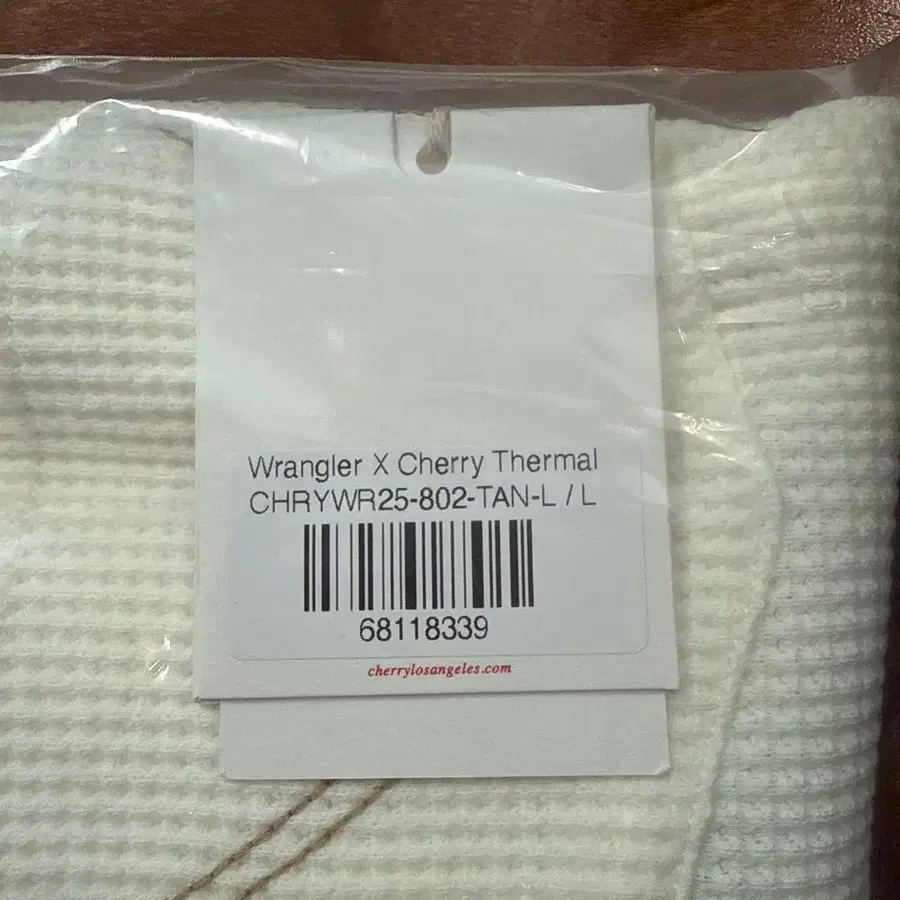 Wrangler X Cherry Thermal
CHRYWR25-802-TAN-L / L
68118339
cherrylosangeles.com